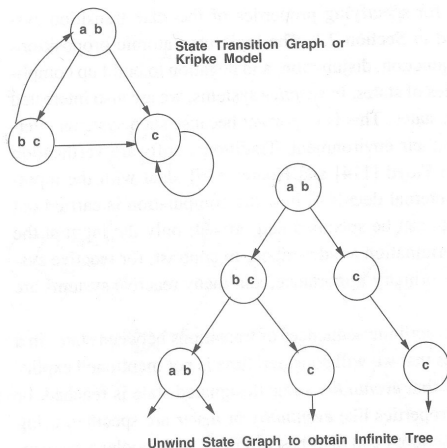 a b
State Transition Graph or
Kripke Model
b c
c
a b
b c
c
a b
c
c
Unwind State Graph to obtain Infinite Tree